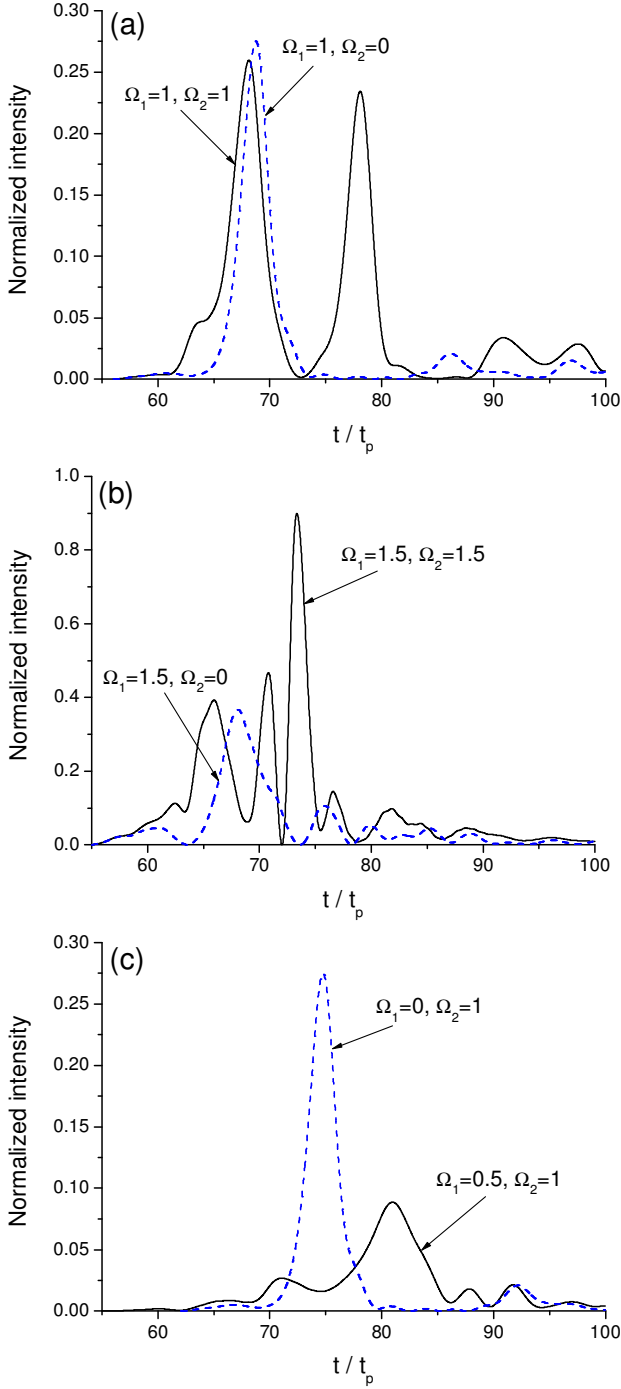 (a)
0.30
0.25
0.20
0.15
0.10
0.05
0.00
Normalized intensity
Ω₁=1, Ω₂=0
Ω₁=1, Ω₂=1
60 70 80 90 100
t / tₚ
(b)
1.0
0.8
0.6
0.4
0.2
0.0
Normalized intensity
Ω₁=1.5, Ω₂=1.5
Ω₁=1.5, Ω₂=0
60 70 80 90 100
t / tₚ
(c)
0.30
0.25
0.20
0.15
0.10
0.05
0.00
Normalized intensity
Ω₁=0, Ω₂=1
Ω₁=0.5, Ω₂=1
60 70 80 90 100
t / tₚ